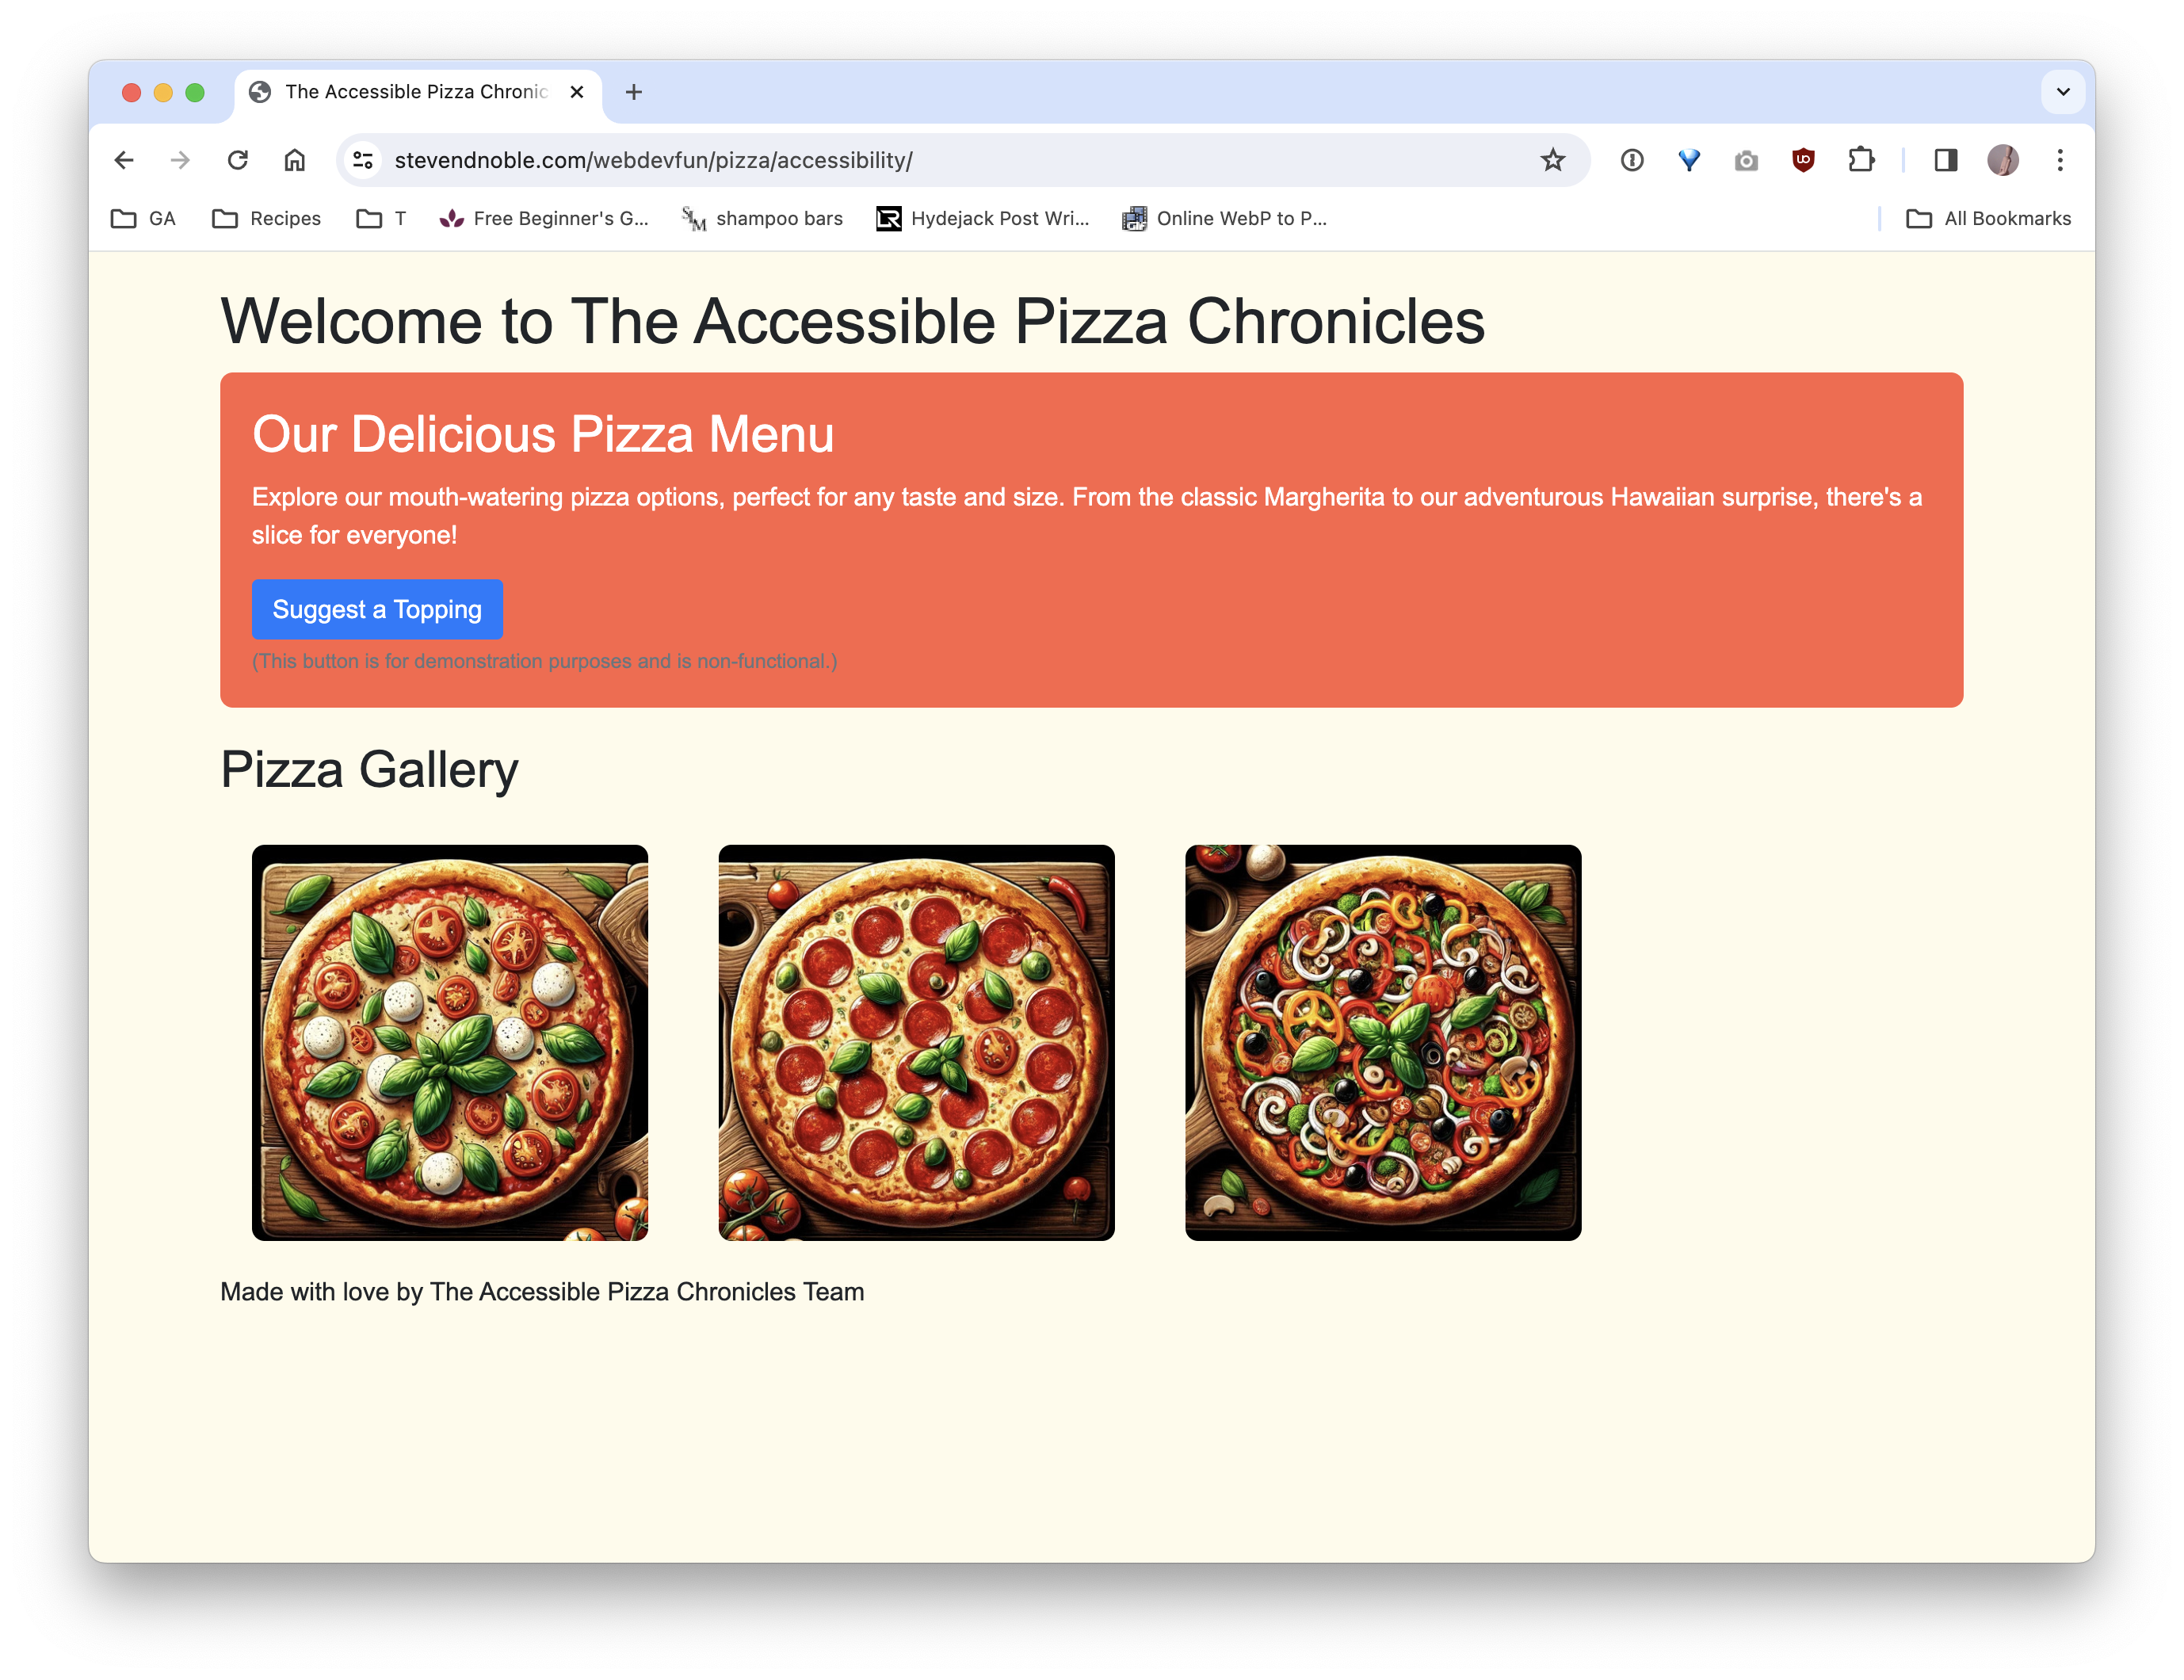 The Accessible Pizza Chronic
stevendnoble.com/webdevfun/pizza/accessibility/
GA Recipes T Free Beginner's G... shampoo bars Hydejack Post Wri... Online WebP to P... All Bookmarks
Welcome to The Accessible Pizza Chronicles
Our Delicious Pizza Menu
Explore our mouth-watering pizza options, perfect for any taste and size. From the classic Margherita to our adventurous Hawaiian surprise, there's a
slice for everyone!
Suggest a Topping
(This button is for demonstration purposes and is non-functional.)
Pizza Gallery
Made with love by The Accessible Pizza Chronicles Team